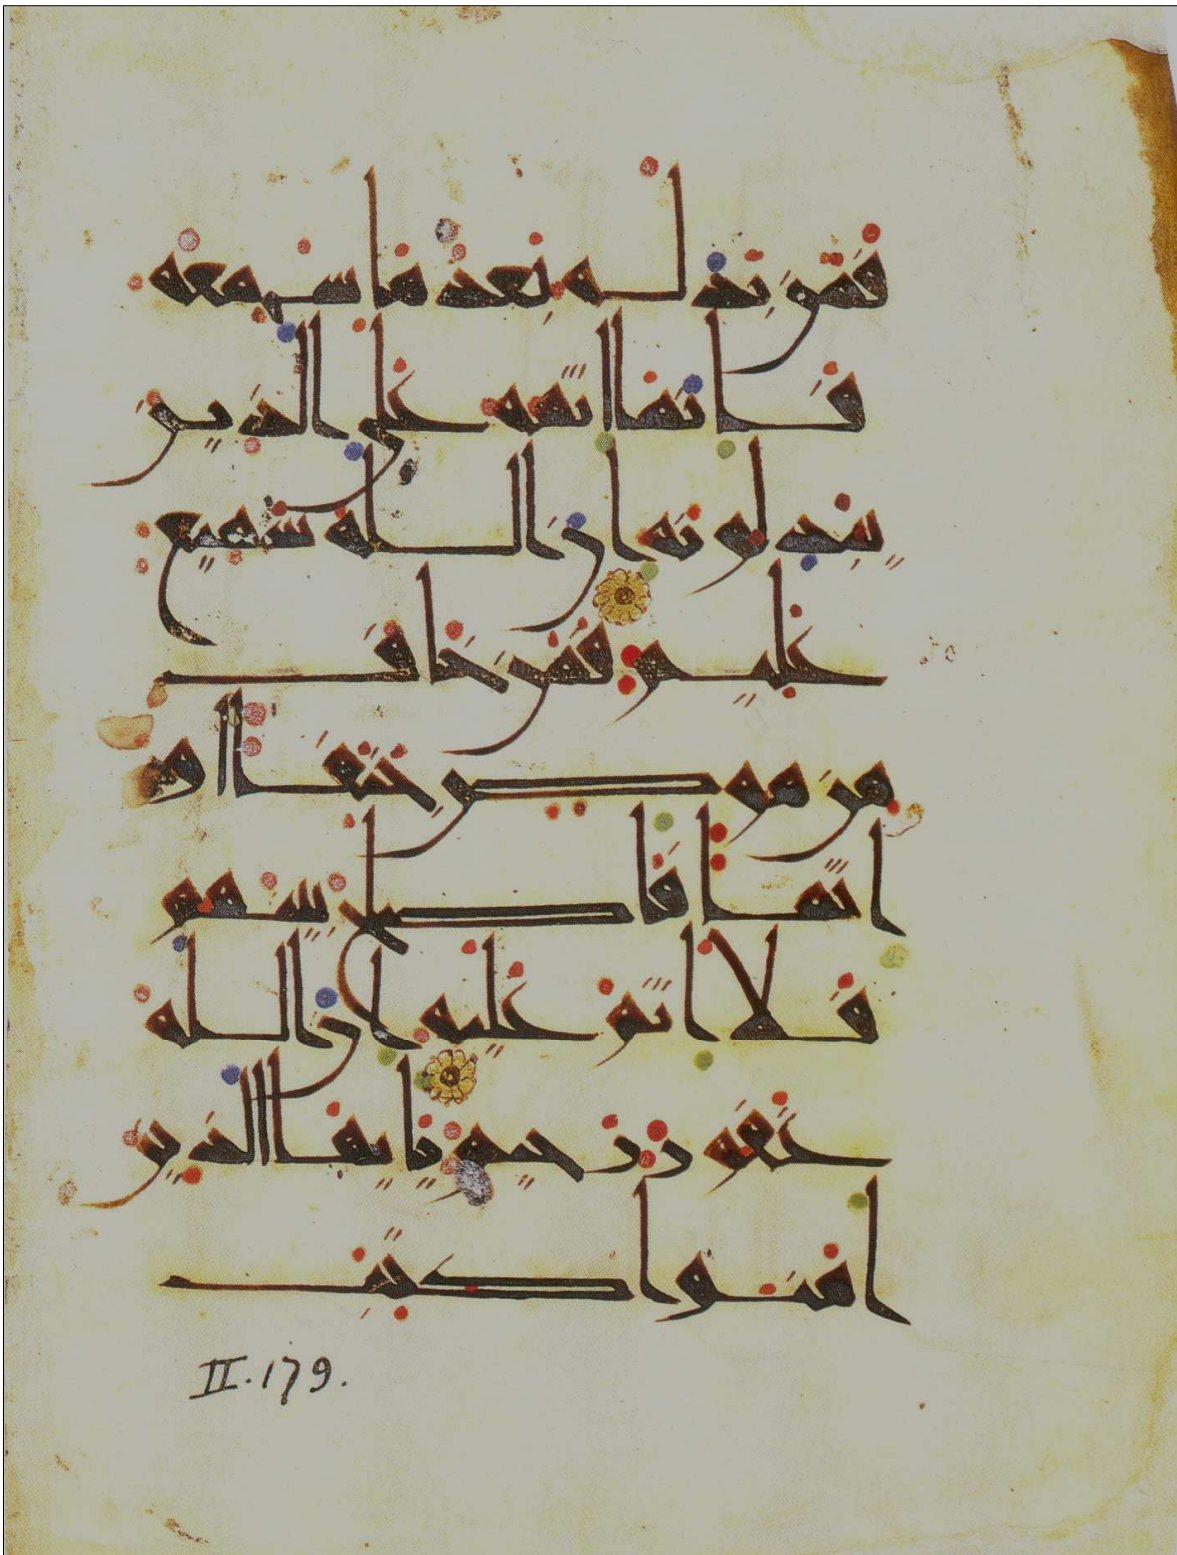 فمن بدله بعد ما سمعه
فانما اثمه على الذين
يبدلونه ان الله سميع
عليم فمن خاف
من موص جنفا او
اثما فاصلح بينهم
فلا اثم عليه ان الله
غفور رحيم يايها الذين
امنوا كتب
II.179.